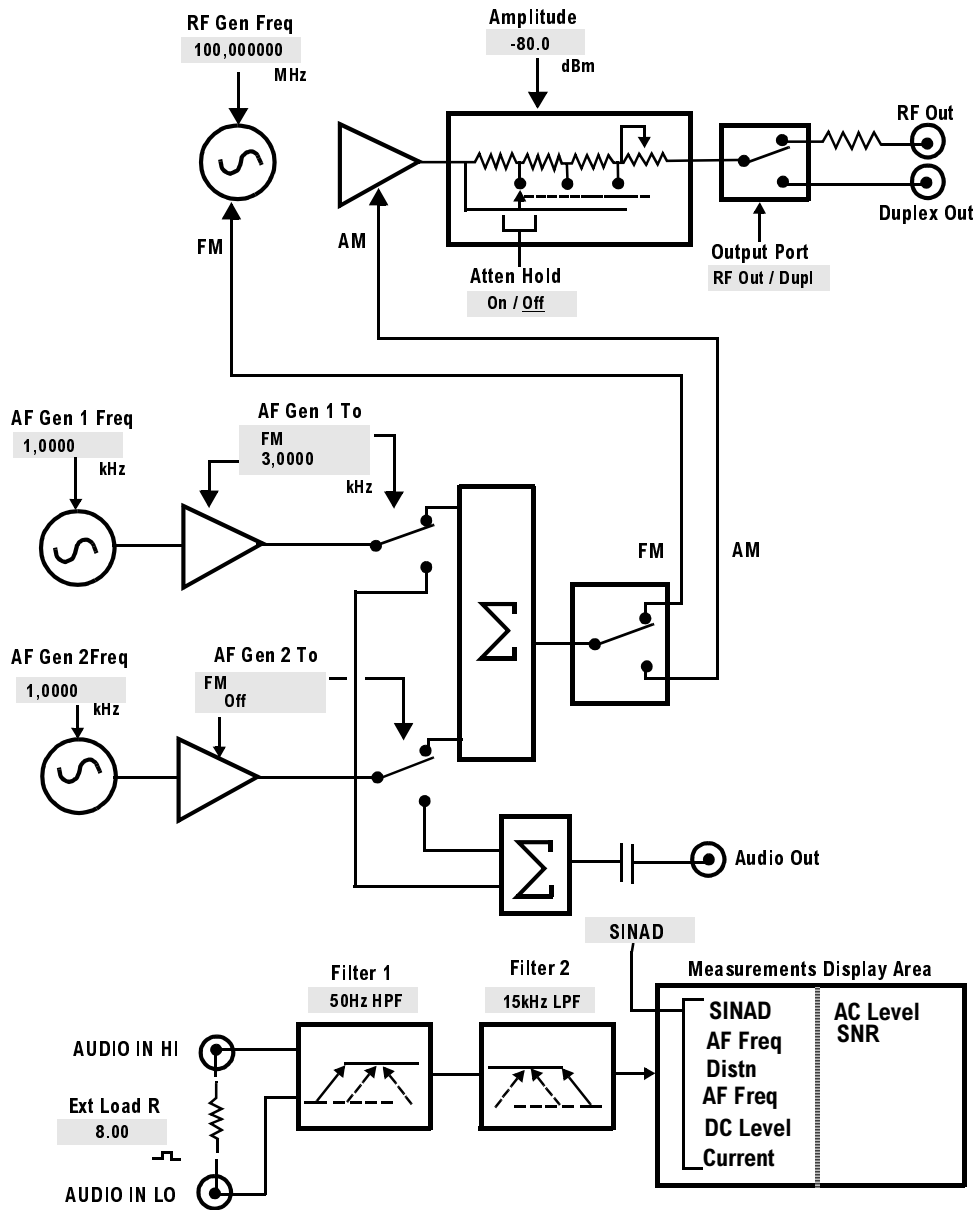 RF Gen Freq
100,000000
MHz
Amplitude
-80.0
dBm
RF Out
Duplex Out
FM
AM
Atten Hold
On / Off
Output Port
RF Out / Dupl
AF Gen 1 Freq
1,0000
kHz
AF Gen 1 To
FM
3,0000
kHz
FM
AM
Σ
AF Gen 2Freq
1,0000
kHz
AF Gen 2 To
FM
Off
Σ
Audio Out
SINAD
Filter 1
50Hz HPF
Filter 2
15kHz LPF
Measurements Display Area
SINAD
AF Freq
Distn
AF Freq
DC Level
Current
AC Level
SNR
AUDIO IN HI
Ext Load R
8.00
AUDIO IN LO